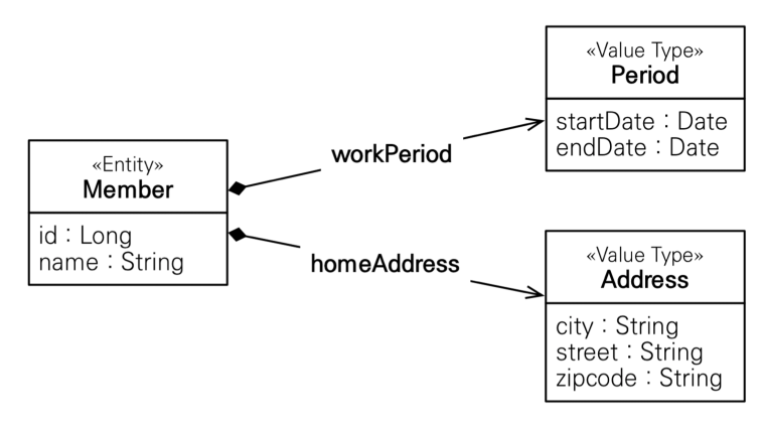 «Entity»
Member
id : Long
name : String
workPeriod
homeAddress
«Value Type»
Period
startDate : Date
endDate : Date
«Value Type»
Address
city : String
street : String
zipcode : String